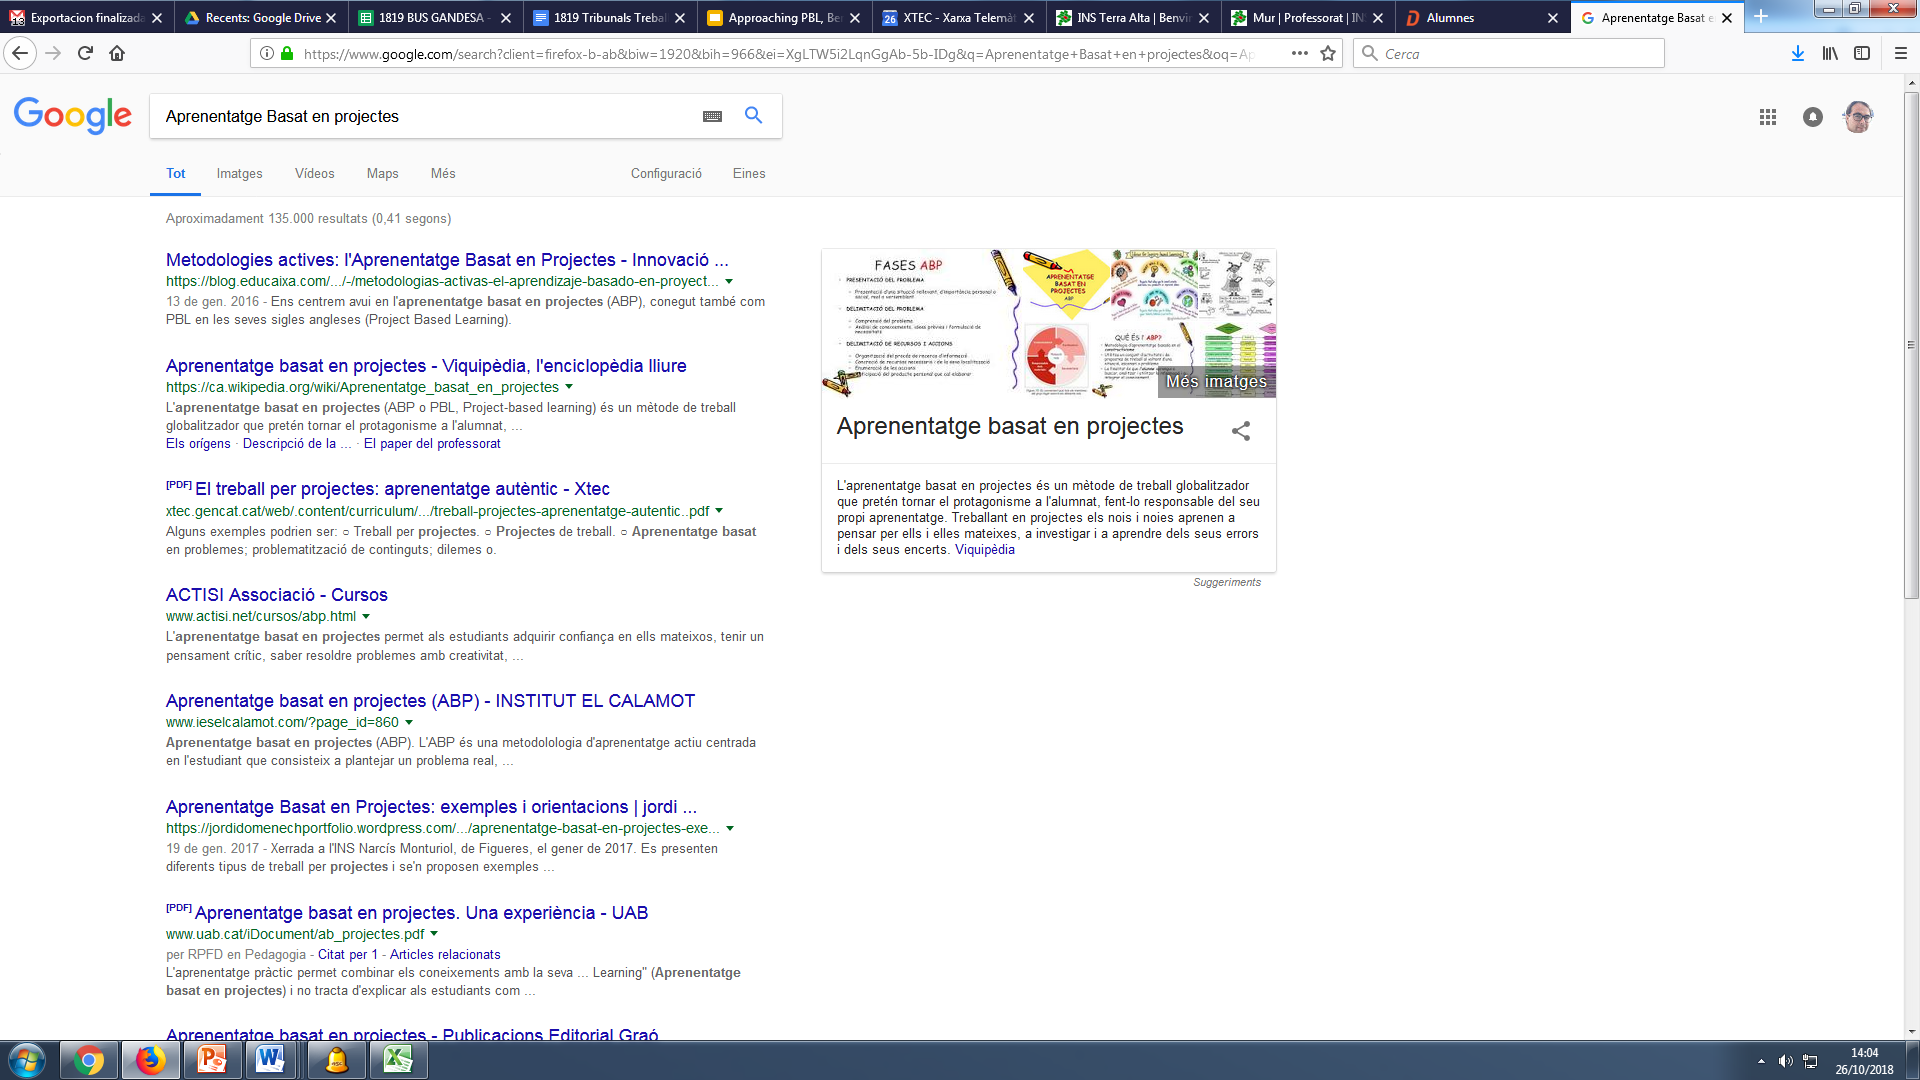 Exportacion finalizada
Recents: Google Drive
1819 BUS GANDESA -
1819 Tribunals Trebal
Approaching PBL, Be
XTEC - Xarxa Telemàt
INS Terra Alta | Benvi
Mur | Professorat | IN
Alumnes
Aprenentatge Basat e
https://www.google.com/search?client=firefox-b-ab&biw=1920&bih=966&ei=XgLTW5i2LqnGgAb-5b-IDg&q=Aprenentatge+Basat+en+projectes&oq=Ap
Cerca
Google
Aprenentatge Basat en projectes
Tot Imatges Vídeos Maps Més Configuració Eines
Aproximadament 135.000 resultats (0,41 segons)
Metodologies actives: l'Aprenentatge Basat en Projectes - Innovació ...
https://blog.educaixa.com/.../-/metodologias-activas-el-aprendizaje-basado-en-proyect...
13 de gen. 2016 - Ens centrem avui en l'aprenentatge basat en projectes (ABP), conegut també com
PBL en les seves sigles angleses (Project Based Learning).
Aprenentatge basat en projectes - Viquipèdia, l'enciclopèdia lliure
https://ca.wikipedia.org/wiki/Aprenentatge_basat_en_projectes
L'aprenentatge basat en projectes (ABP o PBL, Project-based learning) és un mètode de treball
globalitzador que pretén tornar el protagonisme a l'alumnat, ...
Els orígens · Descripció de la ... · El paper del professorat
[PDF] El treball per projectes: aprenentatge autèntic - Xtec
xtec.gencat.cat/web/.content/curriculum/.../treball-projectes-aprenentatge-autentic..pdf
Alguns exemples podrien ser: ○ Treball per projectes. ○ Projectes de treball. ○ Aprenentatge basat
en problemes; problematització de continguts; dilemes o.
ACTISI Associació - Cursos
www.actisi.net/cursos/abp.html
L'aprenentatge basat en projectes permet als estudiants adquirir confiança en ells mateixos, tenir un
pensament crític, saber resoldre problemes amb creativitat, ...
Aprenentatge basat en projectes (ABP) - INSTITUT EL CALAMOT
www.ieselcalamot.com/?page_id=860
Aprenentatge basat en projectes (ABP). L'ABP és una metodolologia d'aprenentatge actiu centrada
en l'estudiant que consisteix a plantejar un problema real, ...
Aprenentatge Basat en Projectes: exemples i orientacions | jordi ...
https://jordidomenechportfolio.wordpress.com/.../aprenentatge-basat-en-projectes-exe...
19 de gen. 2017 - Xerrada a l'INS Narcís Monturiol, de Figueres, el gener de 2017. Es presenten
diferents tipus de treball per projectes i se'n proposen exemples ...
[PDF] Aprenentatge basat en projectes. Una experiència - UAB
www.uab.cat/iDocument/ab_projectes.pdf
per RPFD en Pedagogia - Citat per 1 - Articles relacionats
L'aprenentatge pràctic permet combinar els coneixements amb la seva ... Learning" (Aprenentatge
basat en projectes) i no tracta d'explicar als estudiants com ...
Aprenentatge basat en projectes - Publicacions Editorial Graó
FASES ABP
PRESENTACIÓ DEL PROBLEMA
DELIMITACIÓ DEL PROBLEMA
Comprensió del problema
DELIMITACIÓ DE RECURSOS I ACCIONS
Enumeració de les accions
APRENENTATGE
BASAT EN
PROJECTES
ABP
QUÈ ÉS l' ABP?
Més imatges
Aprenentatge basat en projectes
L'aprenentatge basat en projectes és un mètode de treball globalitzador
que pretén tornar el protagonisme a l'alumnat, fent-lo responsable del seu
propi aprenentatge. Treballant en projectes els nois i noies aprenen a
pensar per ells i elles mateixes, a investigar i a aprendre dels seus errors
i dels seus encerts. Viquipèdia
Suggeriments
14:04
26/10/2018